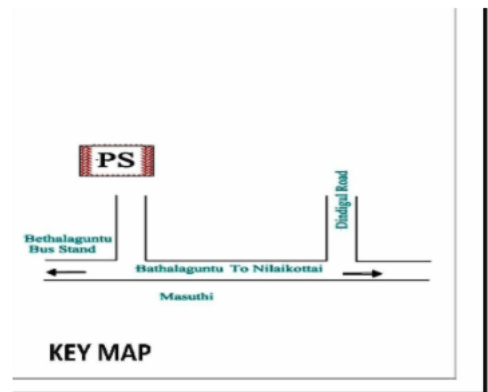 PS
Dindigul Road
Bethalaguntu
Bus Stand
Bathalaguntu To Nilaikottai
Masuthi
KEY MAP